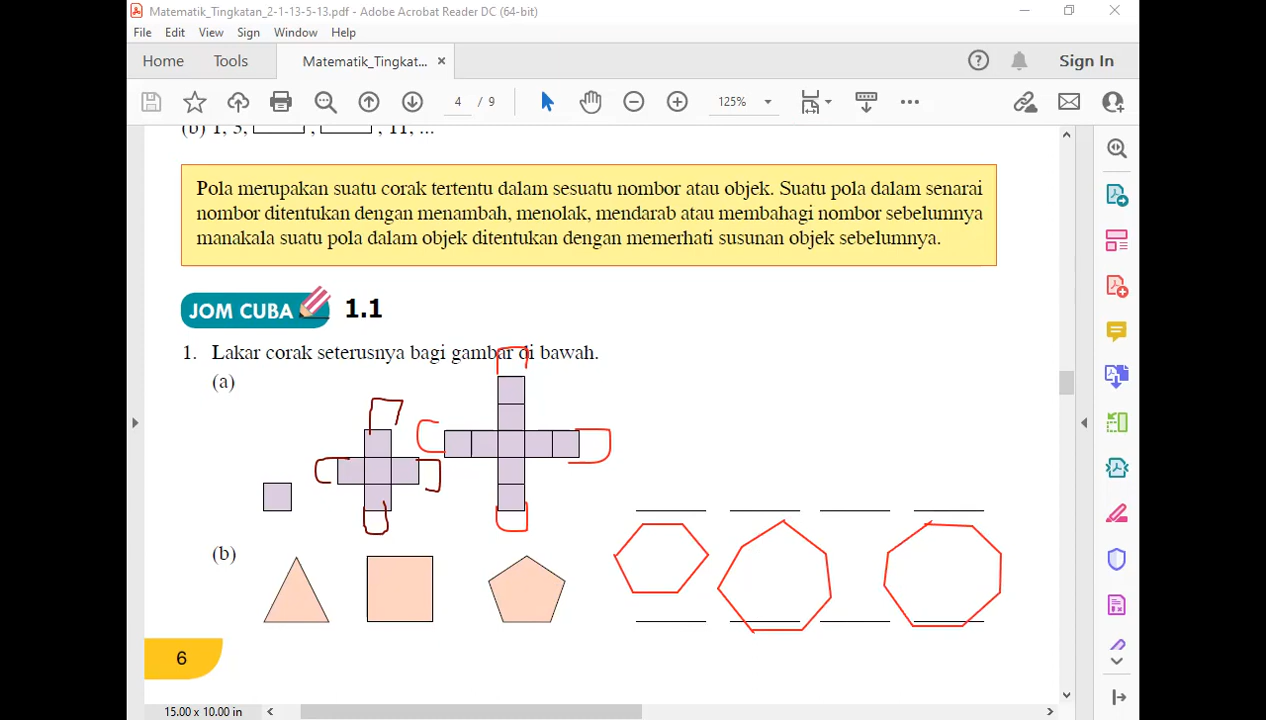 Matematik_Tingkatan_2-1-13-5-13.pdf - Adobe Acrobat Reader DC (64-bit)
File Edit View Sign Window Help
Home Tools Matematik_Tingkat... × Sign In
4 / 9 125%
(b) 1, 3, , , 11, ...
Pola merupakan suatu corak tertentu dalam sesuatu nombor atau objek. Suatu pola dalam senarai
nombor ditentukan dengan menambah, menolak, mendarab atau membahagi nombor sebelumnya
manakala suatu pola dalam objek ditentukan dengan memerhati susunan objek sebelumnya.
JOM CUBA 1.1
1. Lakar corak seterusnya bagi gambar di bawah.
(a)
(b)
6
15.00 x 10.00 in